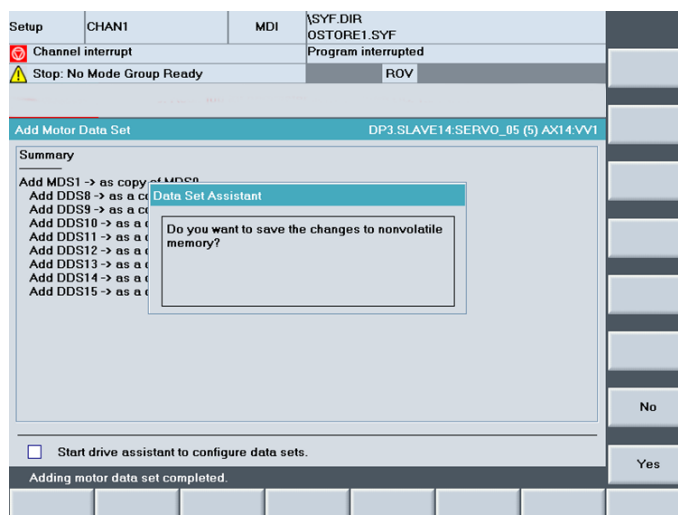 Setup
CHAN1
MDI
\SYF.DIR
OSTORE1.SYF
Channel interrupt
Program interrupted
Stop: No Mode Group Ready
ROV
Add Motor Data Set
DP3.SLAVE14:SERVO_05 (5) AX14:VV1
Summary
Add MDS1 -> as copy of MDS0
Add DDS8 -> as a co
Add DDS9 -> as a co
Add DDS10 -> as a
Add DDS11 -> as a
Add DDS12 -> as a
Add DDS13 -> as a
Add DDS14 -> as a
Add DDS15 -> as a
Data Set Assistant
Do you want to save the changes to nonvolatile
memory?
No
Start drive assistant to configure data sets.
Yes
Adding motor data set completed.